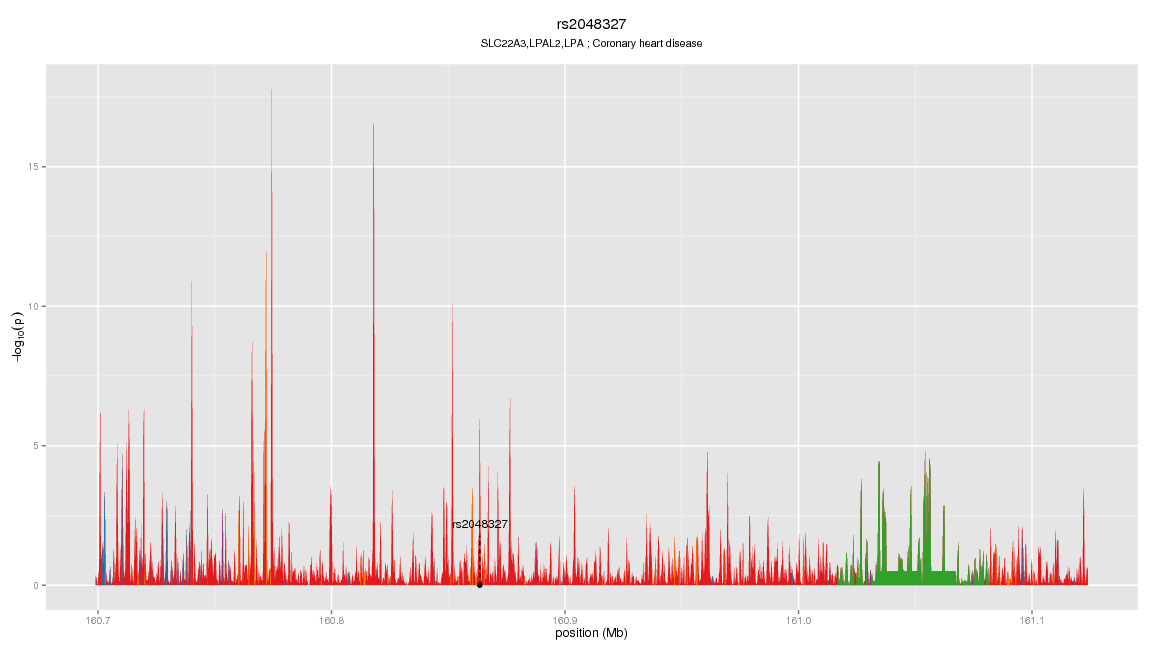 rs2048327
SLC22A3,LPAL2,LPA ; Coronary heart disease
15
10
5
0
−log10(p)
rs2048327
160.7 160.8 160.9 161.0 161.1
position (Mb)